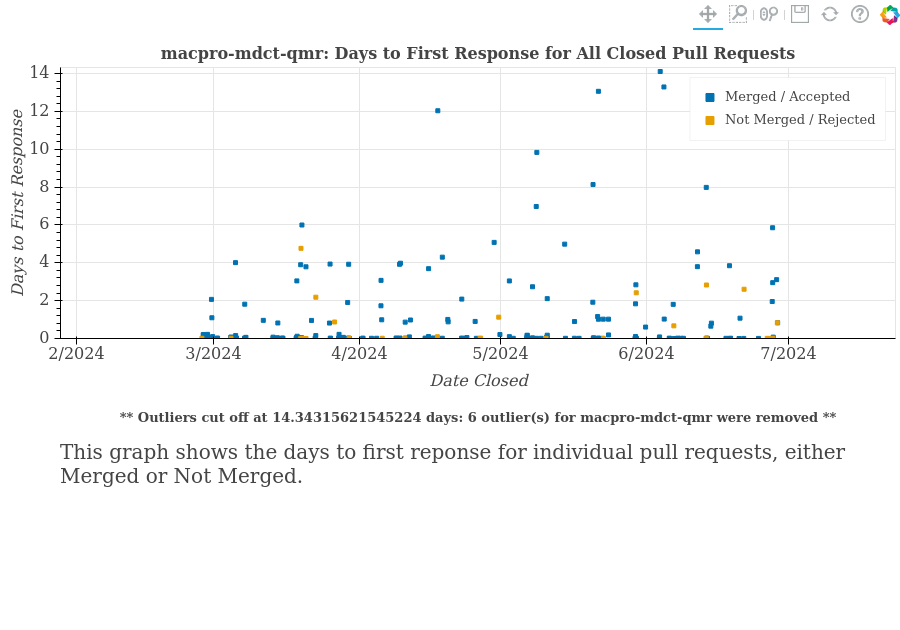 macpro-mdct-qmr: Days to First Response for All Closed Pull Requests
14
12
10
8
6
4
2
0
Days to First Response
Merged / Accepted
Not Merged / Rejected
2/2024
3/2024
4/2024
5/2024
6/2024
7/2024
Date Closed
** Outliers cut off at 14.34315621545224 days: 6 outlier(s) for macpro-mdct-qmr were removed **
This graph shows the days to first reponse for individual pull requests, either
Merged or Not Merged.